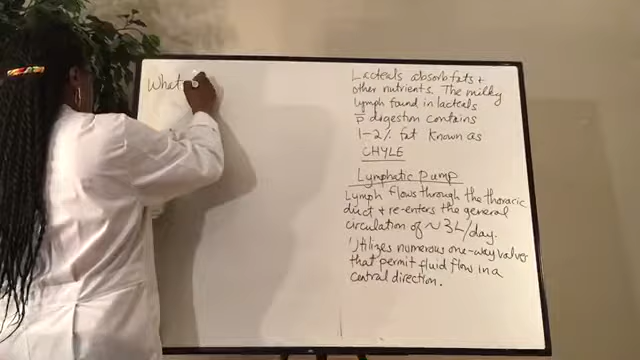 What
Lacteals absorb fats +
other nutrients. The milky
lymph found in lacteals
p digestion contains
1-2% fat known as
CHYLE
Lymphatic pump
Lymph flows through the thoracic
duct + re-enters the general
circulation of ~3L/day.
Utilizes numerous one-way valves
that permit fluid flow in a
central direction.